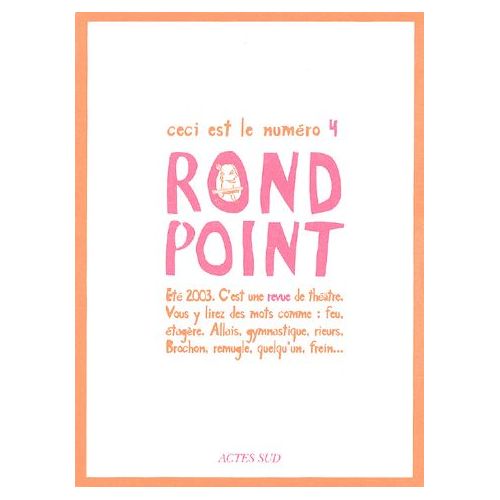 ceci est le numéro 4
ROND
POINT
Eté 2003. C'est une revue de théâtre.
Vous y lirez des mots comme : feu,
étagère, Allais, gymnastique, rieurs,
Brochon, remugle, quelqu'un, frein...
ACTES SUD